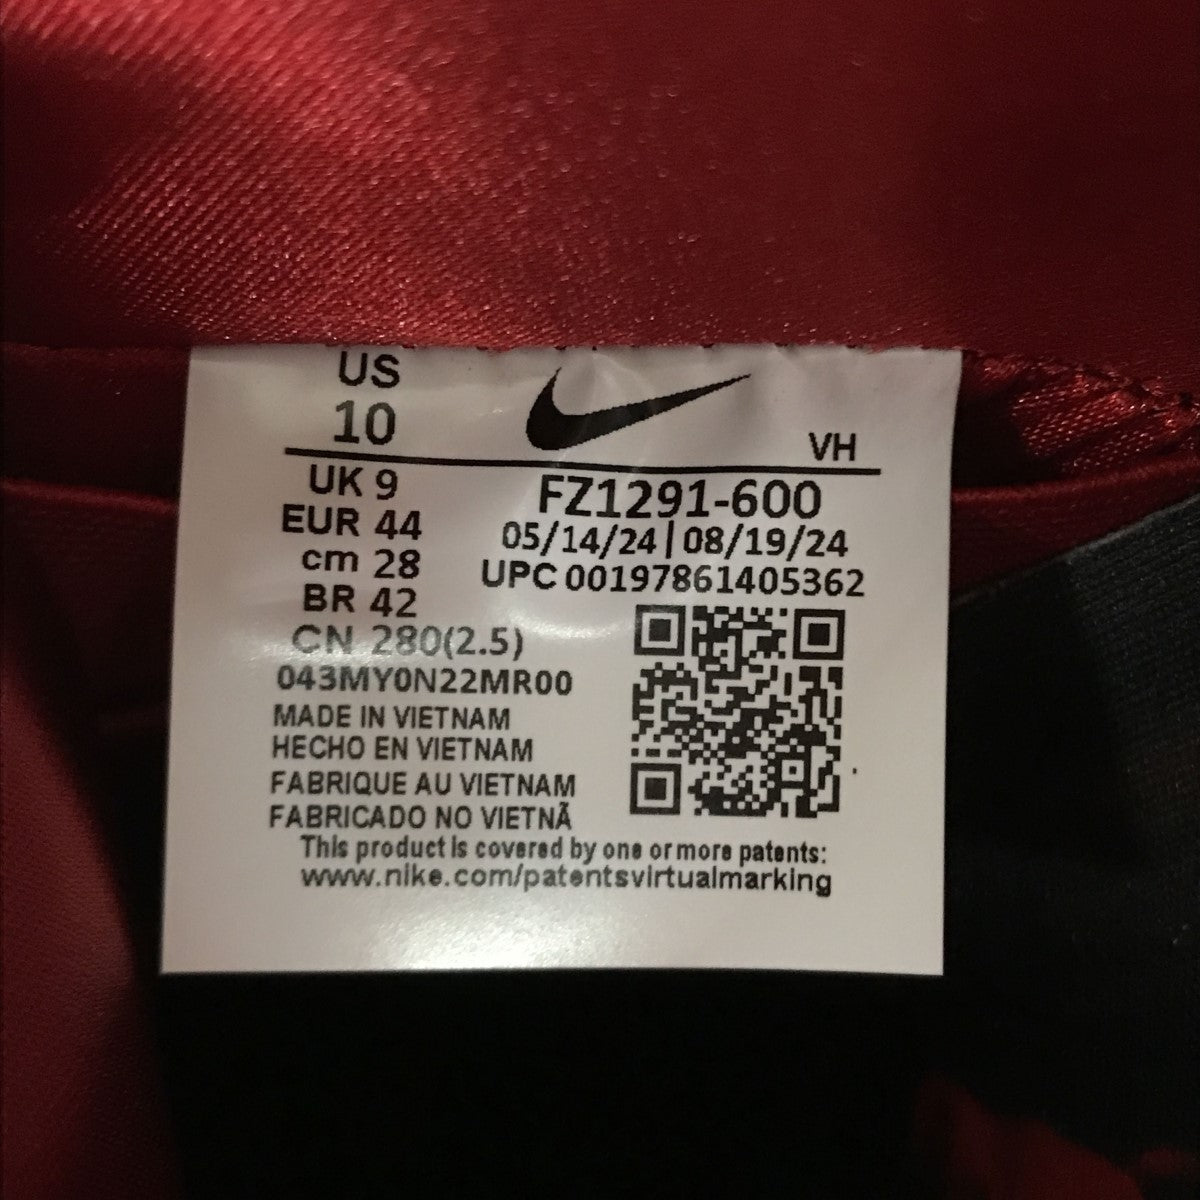 US
10
VH
UK 9
FZ1291-600
EUR 44
05/14/24|08/19/24
cm 28
UPC 00197861405362
BR 42
CN 280(2.5)
043MY0N22MR00
MADE IN VIETNAM
HECHO EN VIETNAM
FABRIQUE AU VIETNAM
FABRICADO NO VIETNÃ
This product is covered by one or more patents:
www.nike.com/patentsvirtualmarking